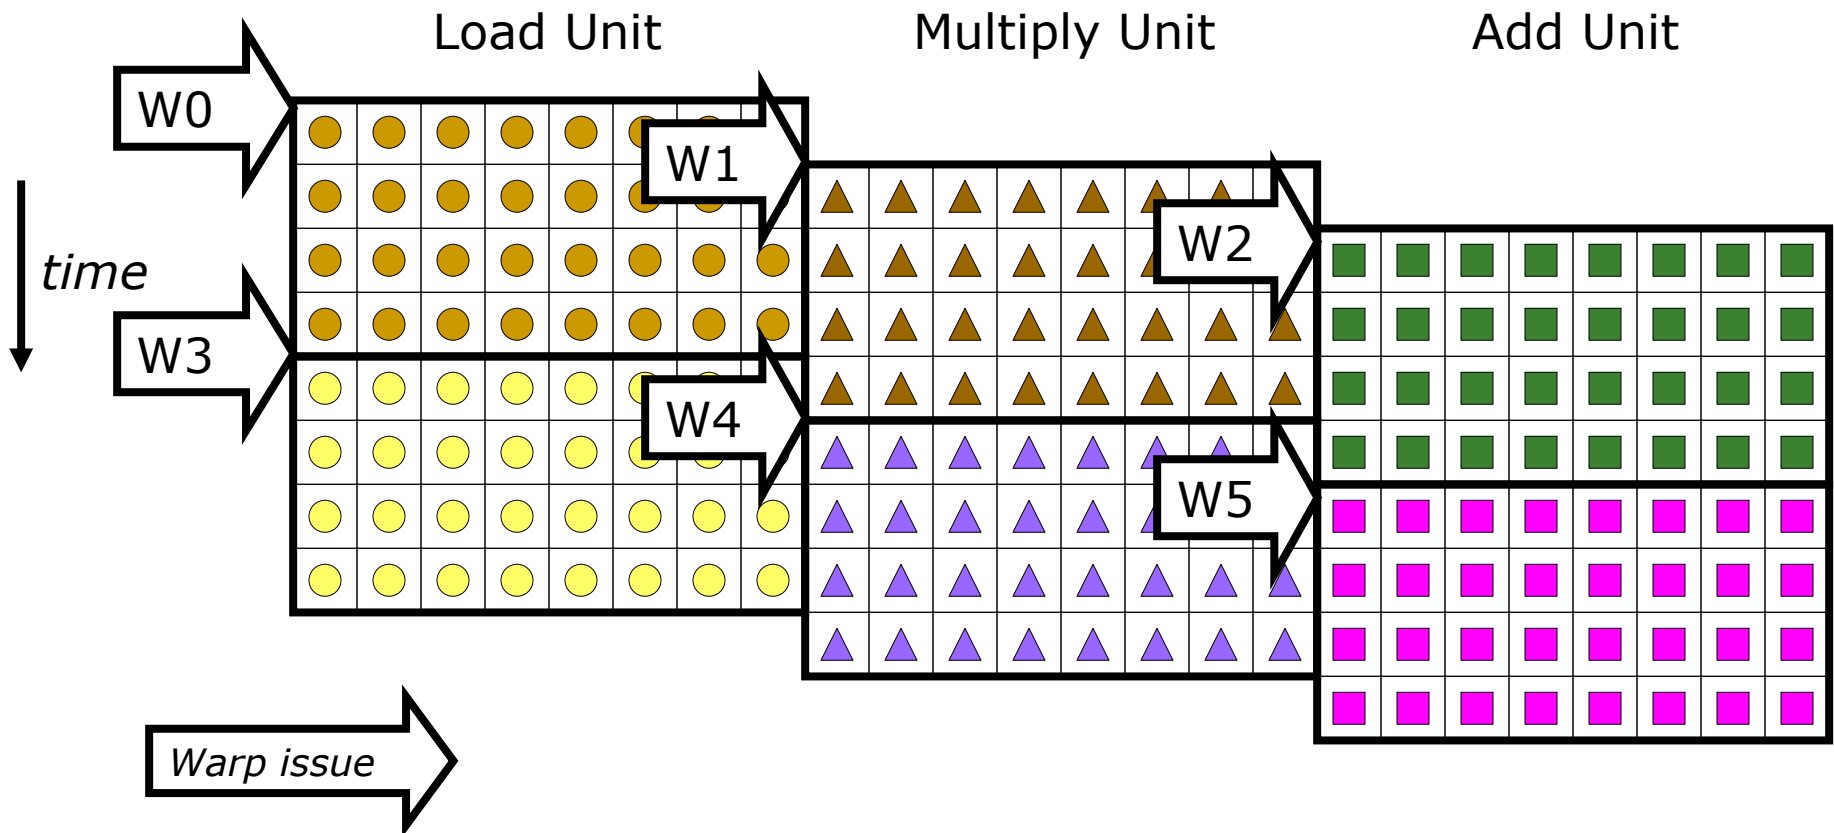 Load Unit
Multiply Unit
Add Unit
W0
W1
W2
time
W3
W4
W5
Warp issue